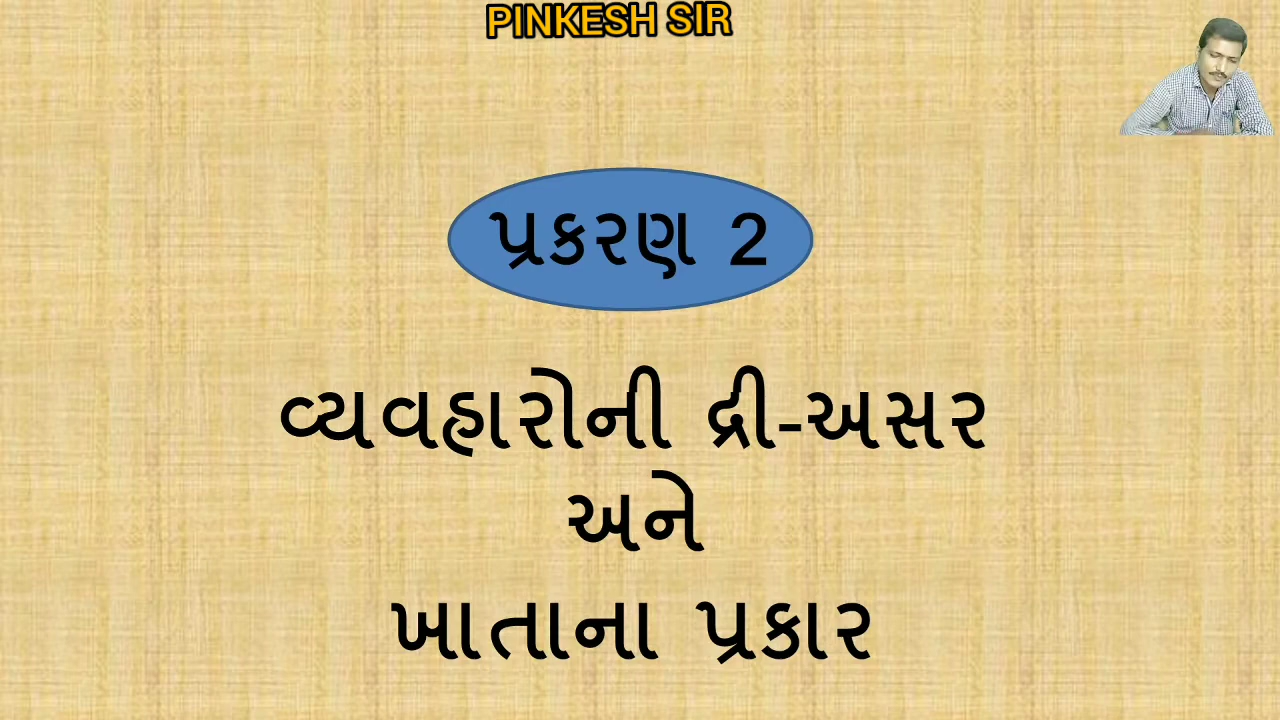 PINKESH SIR
પ્રકરણ 2
વ્યવહારોની દ્રી-અસર
અને
ખાતાના પ્રકાર